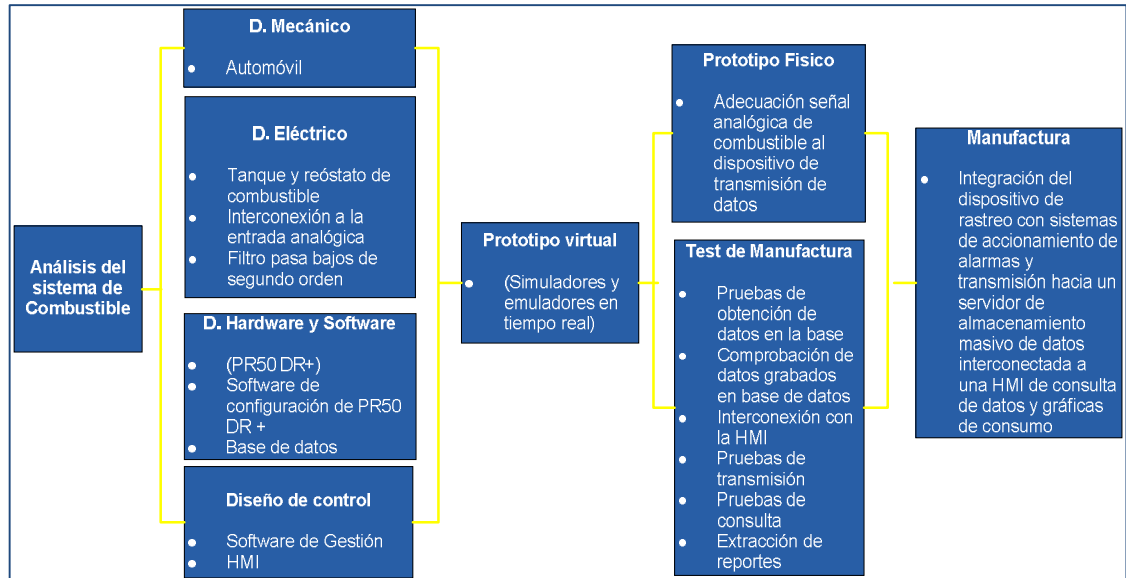 Análisis del
sistema de
Combustible
D. Mecánico
• Automóvil
D. Eléctrico
• Tanque y reóstato de
combustible
• Interconexión a la
entrada analógica
• Filtro pasa bajos de
segundo orden
D. Hardware y Software
• (PR50 DR+)
• Software de
configuración de PR50
DR +
• Base de datos
Diseño de control
• Software de Gestión
• HMI
Prototipo virtual
• (Simuladores y
emuladores en
tiempo real)
Prototipo Fisico
• Adecuación señal
analógica de
combustible al
dispositivo de
transmisión de
datos
Test de Manufactura
• Pruebas de
obtención de
datos en la base
• Comprobación de
datos grabados
en base de datos
• Interconexión con
la HMI
• Pruebas de
transmisión
• Pruebas de
consulta
• Extracción de
reportes
Manufactura
• Integración del
dispositivo de
rastreo con sistemas
de accionamiento de
alarmas y
transmisión hacia un
servidor de
almacenamiento
masivo de datos
interconectada a
una HMI de consulta
de datos y gráficas
de consumo